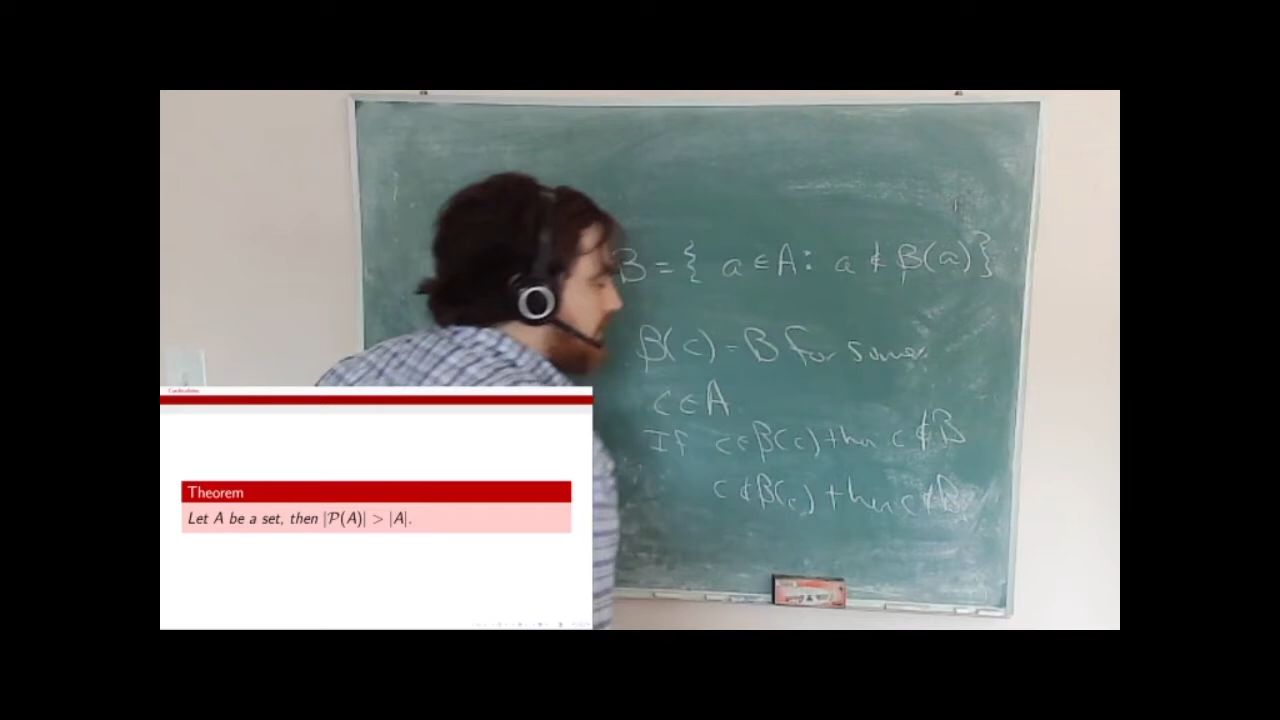 B = { a ∈ A : a ∉ β(a) }
β(c) = B for some
c ∈ A
If c ∈ β(c) then c ∉ B
c ∉ β(c) then c ∉ B
Theorem
Let A be a set, then |𝒫(A)| > |A|.